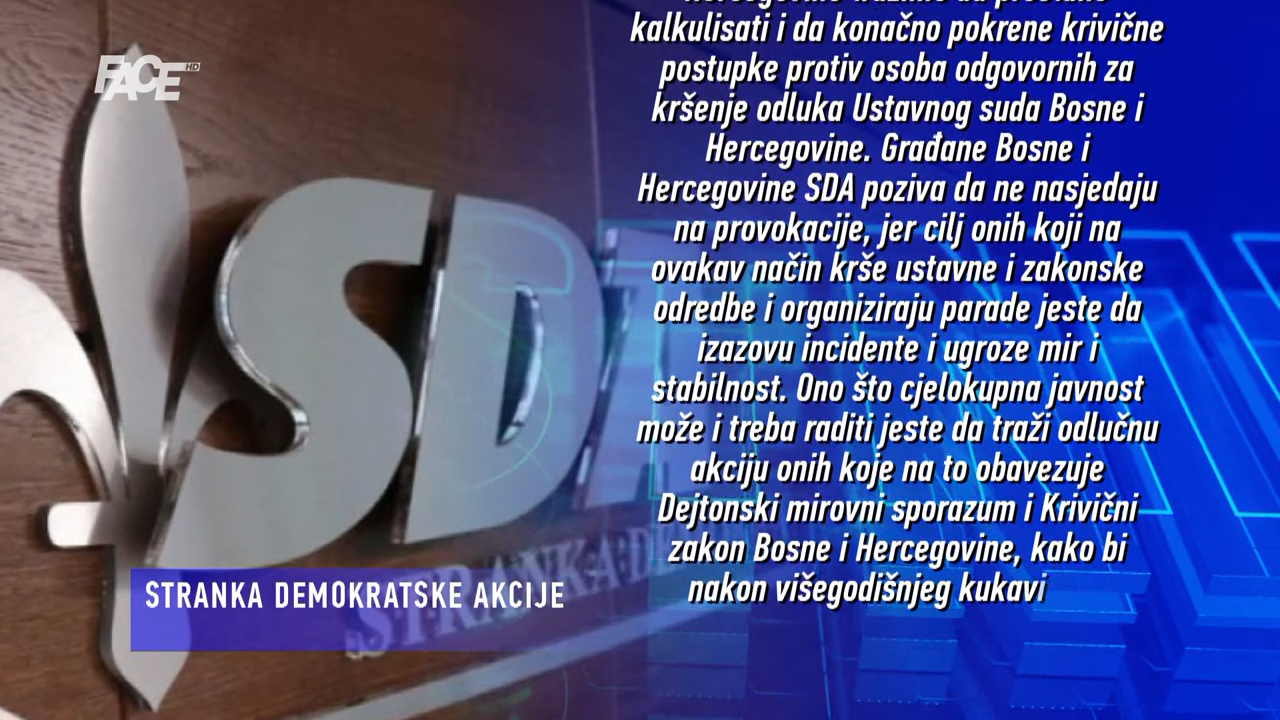 FACE HD
kalkulisati i da konačno pokrene krivične
postupke protiv osoba odgovornih za
kršenje odluka Ustavnog suda Bosne i
Hercegovine. Građane Bosne i
Hercegovine SDA poziva da ne nasjedaju
na provokacije, jer cilj onih koji na
ovakav način krše ustavne i zakonske
odredbe i organiziraju parade jeste da
izazovu incidente i ugroze mir i
stabilnost. Ono što cjelokupna javnost
može i treba raditi jeste da traži odlučnu
akciju onih koje na to obavezuje
Dejtonski mirovni sporazum i Krivični
zakon Bosne i Hercegovine, kako bi
nakon višegodišnjeg kukavi
SDA
STRANKA DE
STRANKA DEMOKRATSKE AKCIJE